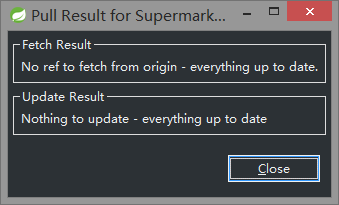 Pull Result for Supermark...
Fetch Result
No ref to fetch from origin - everything up to date.
Update Result
Nothing to update - everything up to date
Close